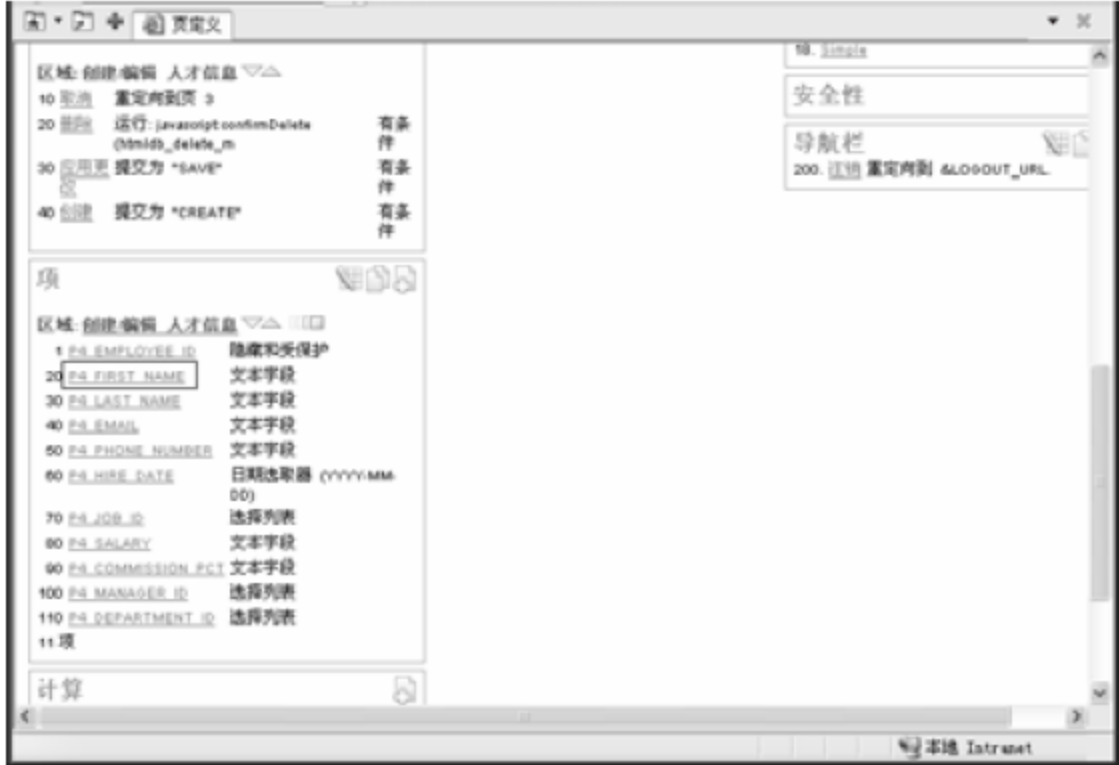 页定义
区域: 创建/编辑 人才信息
10 取消 重定向到页 3
20 删除 运行: javascript:confirmDelete 有条
(htmldb_delete_m 件
30 应用更 提交为 "SAVE" 有条
改 件
40 创建 提交为 "CREATE" 有条
件
项
区域: 创建/编辑 人才信息
1 P4_EMPLOYEE_ID 隐藏和受保护
20 P4_FIRST_NAME 文本字段
30 P4_LAST_NAME 文本字段
40 P4_EMAIL 文本字段
50 P4_PHONE_NUMBER 文本字段
60 P4_HIRE_DATE 日期选取器 (YYYY-MM-
DD)
70 P4_JOB_ID 选择列表
80 P4_SALARY 文本字段
90 P4_COMMISSION_PCT 文本字段
100 P4_MANAGER_ID 选择列表
110 P4_DEPARTMENT_ID 选择列表
11 项
计算
18. Simple
安全性
导航栏
200. 注销 重定向到 &LOGOUT_URL.
本地 Intranet